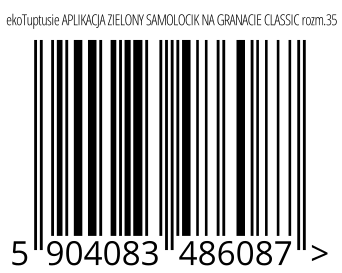 ekoTuptusie APLIKACJA ZIELONY SAMOLOCIK NA GRANACIE CLASSIC rozm.35
5 904083 486087 >